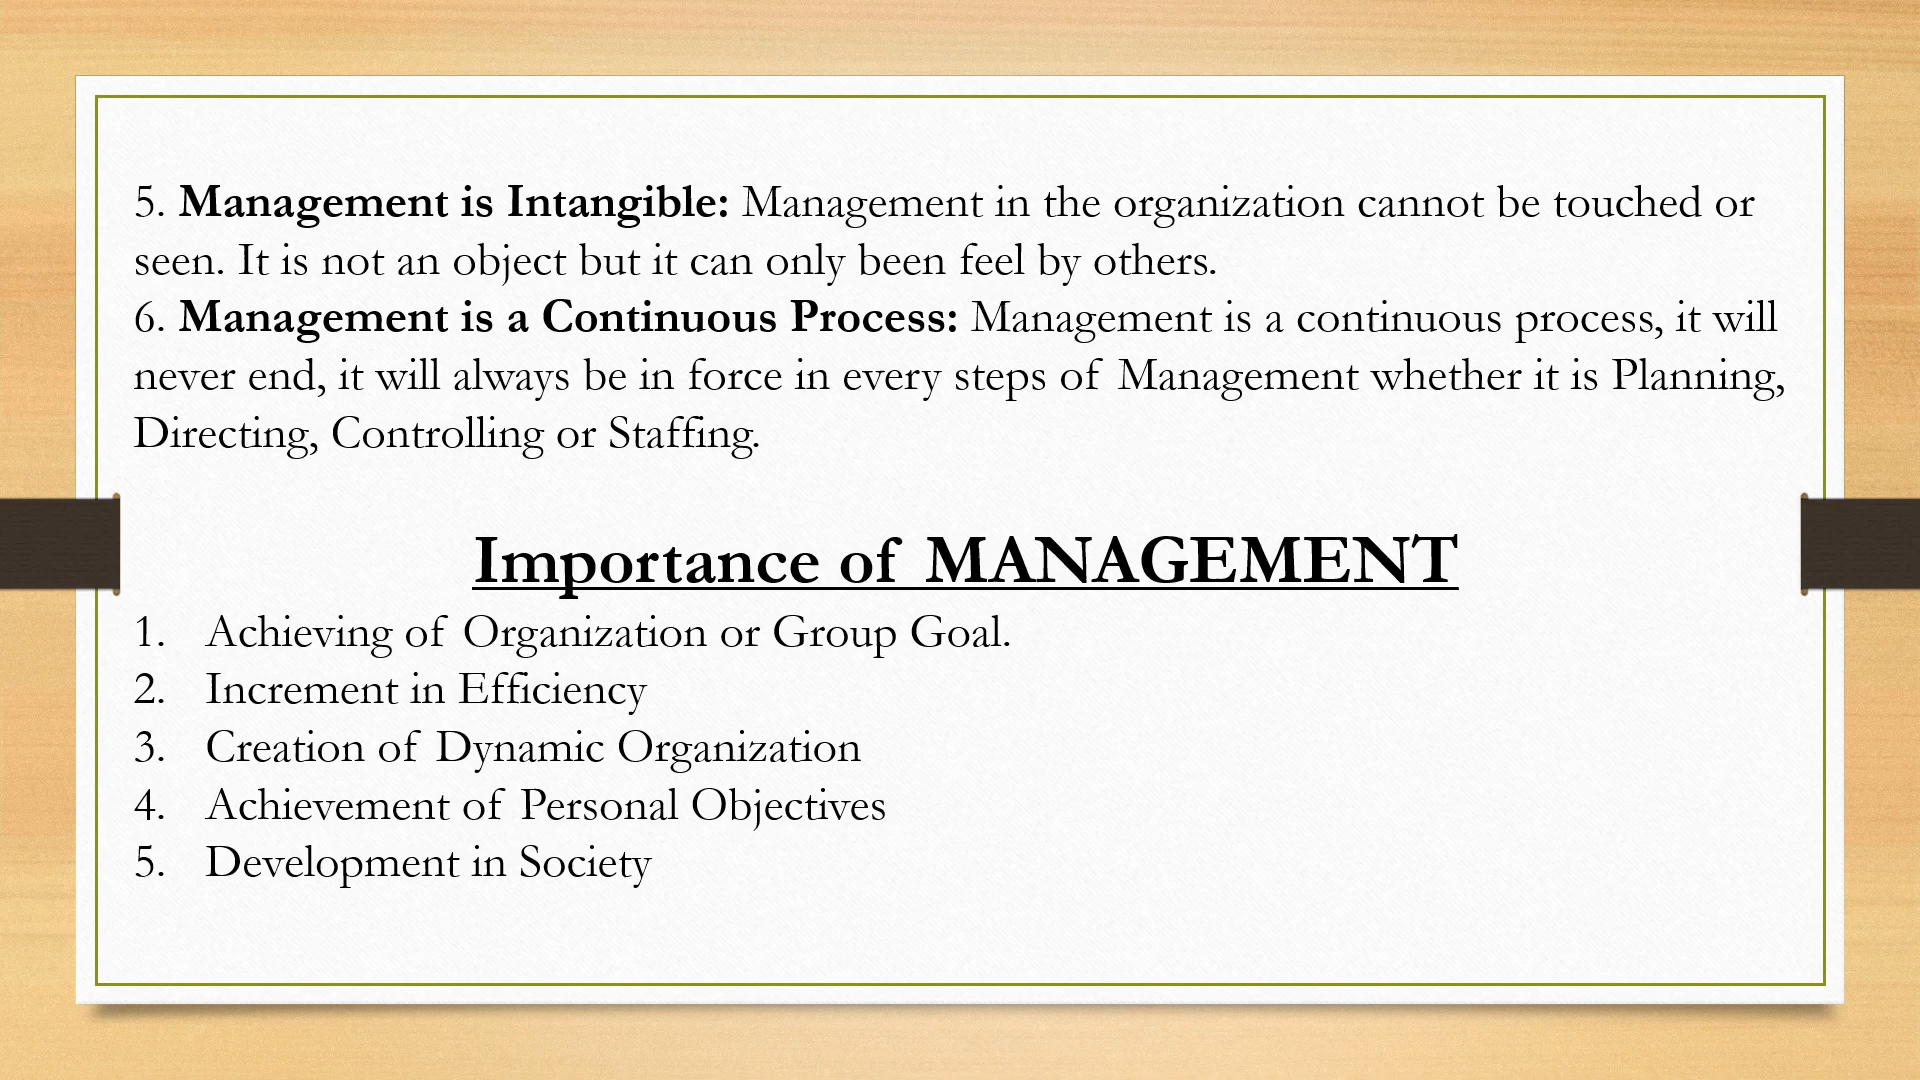 5. Management is Intangible: Management in the organization cannot be touched or
seen. It is not an object but it can only been feel by others.
6. Management is a Continuous Process: Management is a continuous process, it will
never end, it will always be in force in every steps of Management whether it is Planning,
Directing, Controlling or Staffing.
Importance of MANAGEMENT
1. Achieving of Organization or Group Goal.
2. Increment in Efficiency
3. Creation of Dynamic Organization
4. Achievement of Personal Objectives
5. Development in Society